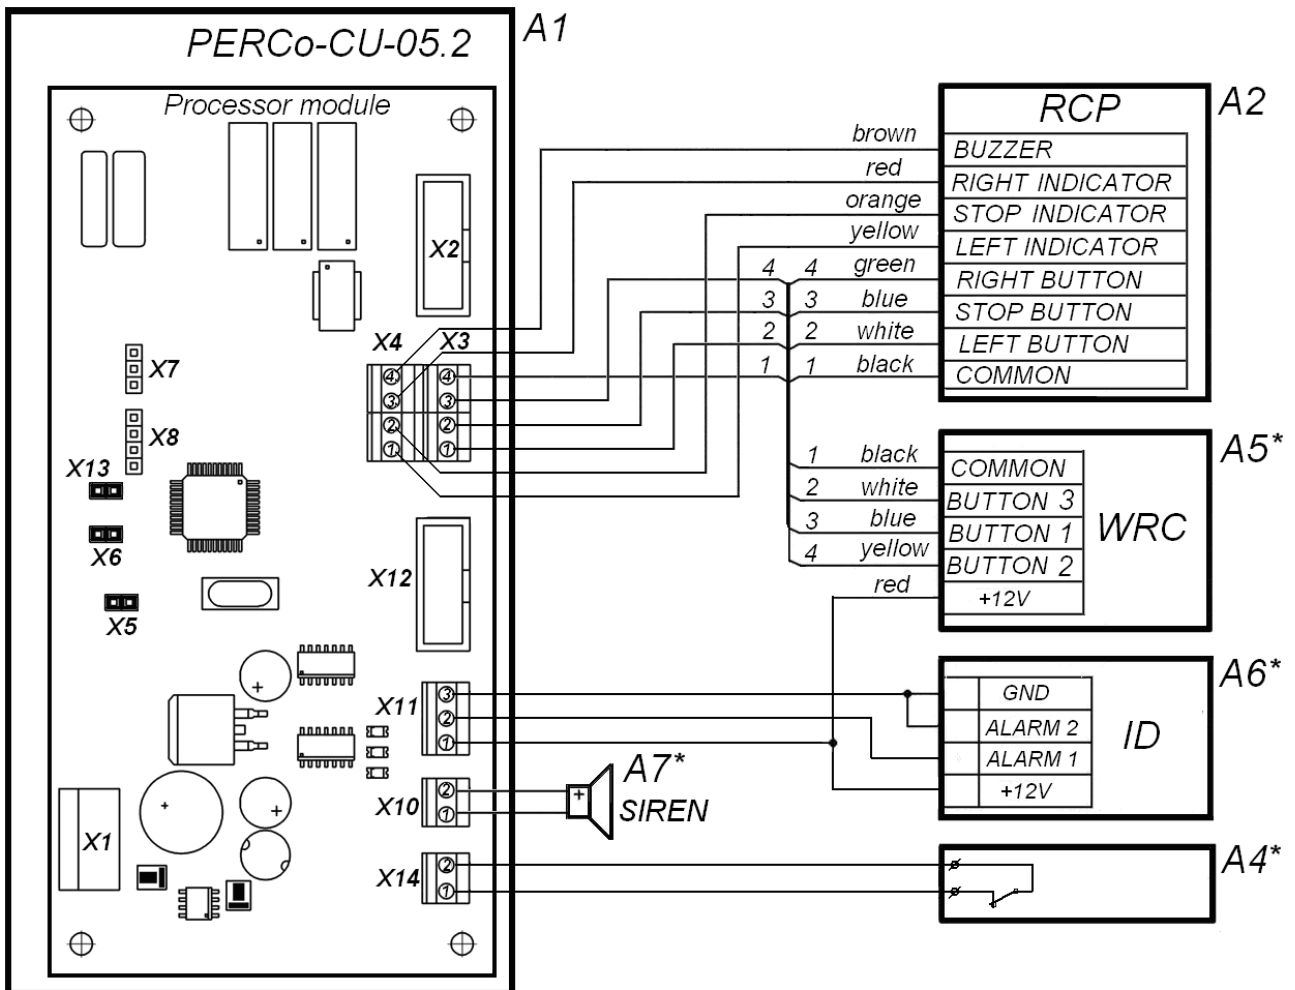 PERCo-CU-05.2
A1
Processor module
X2
X4
X3
4
4
3
3
2
2
1
1
X7
X8
X13
X6
X5
X12
X11
3
2
1
X10
2
1
X14
2
1
X1
+
+
+
A7*
+
SIREN
A2
RCP
brown
BUZZER
red
RIGHT INDICATOR
orange
STOP INDICATOR
yellow
LEFT INDICATOR
4 4 green
RIGHT BUTTON
3 3 blue
STOP BUTTON
2 2 white
LEFT BUTTON
1 1 black
COMMON
A5*
WRC
1 black
COMMON
2 white
BUTTON 3
3 blue
BUTTON 1
4 yellow
BUTTON 2
red
+12V
A6*
ID
GND
ALARM 2
ALARM 1
+12V
A4*